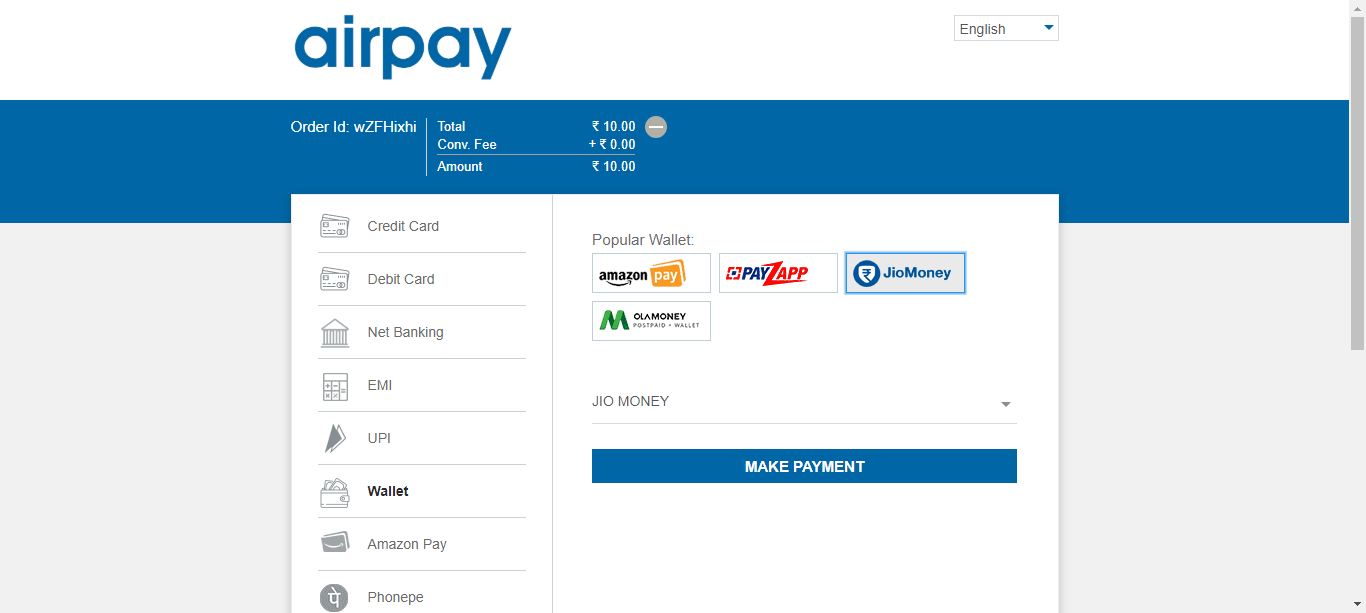 airpay
English
Order Id: wZFHixhi
Total ₹ 10.00
Conv. Fee + ₹ 0.00
Amount ₹ 10.00
Credit Card
Debit Card
Net Banking
EMI
UPI
Wallet
Amazon Pay
Phonepe
Popular Wallet:
amazon pay
PAYZAPP
JioMoney
OLAMONEY
POSTPAID + WALLET
JIO MONEY
MAKE PAYMENT